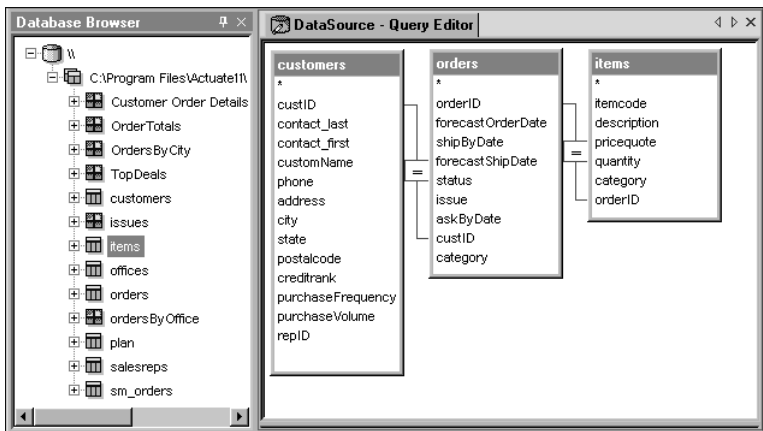 Database Browser
\\
C:\Program Files\Actuate11\
Customer Order Details
OrderTotals
OrdersByCity
TopDeals
customers
issues
items
offices
orders
ordersByOffice
plan
salesreps
sm_orders
DataSource - Query Editor
customers
*
custID
contact_last
contact_first
customName
phone
address
city
state
postalcode
creditrank
purchaseFrequency
purchaseVolume
repID
=
orders
*
orderID
forecastOrderDate
shipByDate
forecastShipDate
status
issue
askByDate
custID
category
=
items
*
itemcode
description
pricequote
quantity
category
orderID